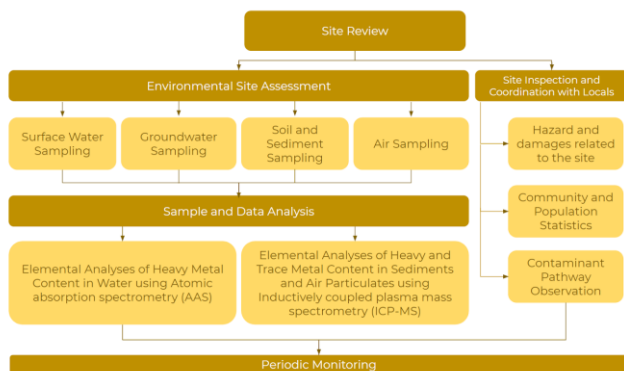 Site Review
Environmental Site Assessment
Site Inspection and
Coordination with Locals
Surface Water
Sampling
Groundwater
Sampling
Soil and
Sediment
Sampling
Air Sampling
Hazard and
damages related
to the site
Sample and Data Analysis
Community and
Population
Statistics
Elemental Analyses of Heavy Metal
Content in Water using Atomic
absorption spectrometry (AAS)
Elemental Analyses of Heavy and
Trace Metal Content in Sediments
and Air Particulates using
Inductively coupled plasma mass
spectrometry (ICP-MS)
Contaminant
Pathway
Observation
Periodic Monitoring